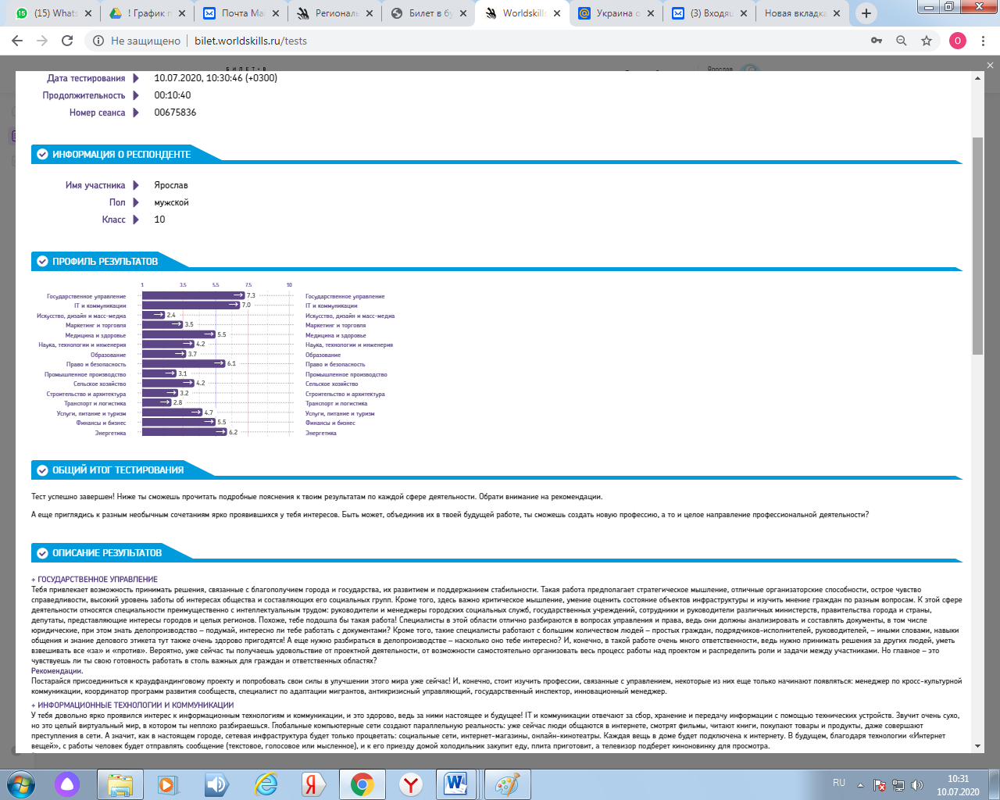 (15) Whats
! График п
Почта Ma
Региональ
Билет в бу
Worldskills
Украина о
(3) Входящ
Новая вкладка
Не защищено
bilet.worldskills.ru/tests
О
БИЛЕТ•В
Ярослав
Дата тестирования 10.07.2020, 10:30:46 (+0300)
Продолжительность 00:10:40
Номер сеанса 00675836
ИНФОРМАЦИЯ О РЕСПОНДЕНТЕ
Имя участника Ярослав
Пол мужской
Класс 10
ПРОФИЛЬ РЕЗУЛЬТАТОВ
1 3.5 5.5 7.5 10
Государственное управление 7.3 Государственное управление
IT и коммуникации 7.0 IT и коммуникации
Искусство, дизайн и масс-медиа 2.4 Искусство, дизайн и масс-медиа
Маркетинг и торговля 3.5 Маркетинг и торговля
Медицина и здоровье 5.5 Медицина и здоровье
Наука, технологии и инженерия 4.2 Наука, технологии и инженерия
Образование 3.7 Образование
Право и безопасность 6.1 Право и безопасность
Промышленное производство 3.1 Промышленное производство
Сельское хозяйство 4.2 Сельское хозяйство
Строительство и архитектура 3.2 Строительство и архитектура
Транспорт и логистика 2.8 Транспорт и логистика
Услуги, питание и туризм 4.7 Услуги, питание и туризм
Финансы и бизнес 5.5 Финансы и бизнес
Энергетика 6.2 Энергетика
ОБЩИЙ ИТОГ ТЕСТИРОВАНИЯ
Тест успешно завершен! Ниже ты сможешь прочитать подробные пояснения к твоим результатам по каждой сфере деятельности. Обрати внимание на рекомендации.
А еще приглядись к разным необычным сочетаниям ярко проявившихся у тебя интересов. Быть может, объединив их в твоей будущей работе, ты сможешь создать новую профессию, а то и целое направление профессиональной деятельности?
ОПИСАНИЕ РЕЗУЛЬТАТОВ
+ ГОСУДАРСТВЕННОЕ УПРАВЛЕНИЕ
Тебя привлекает возможность принимать решения, связанные с благополучием города и государства, их развитием и поддержанием стабильности. Такая работа предполагает стратегическое мышление, отличные организаторские способности, острое чувство
справедливости, высокий уровень заботы об интересах общества и составляющих его социальных групп. Кроме того, здесь важно критическое мышление, умение оценить состояние объектов инфраструктуры и изучить мнение граждан по разным вопросам. К этой сфере
деятельности относятся специальности преимущественно с интеллектуальным трудом: руководители и менеджеры городских социальных служб, государственных учреждений, сотрудники и руководители различных министерств, правительства города и страны,
депутаты, представляющие интересы городов и целых регионов. Похоже, тебе подошла бы такая работа! Специалисты в этой области отлично разбираются в вопросах управления и права, ведь они должны анализировать и составлять документы, в том числе
юридические, при этом знать делопроизводство – подумай, интересно ли тебе работать с документами? Кроме того, такие специалисты работают с большим количеством людей – простых граждан, подрядчиков-исполнителей, руководителей, – иными словами, навыки
общения и знание делового этикета тут также очень здорово пригодятся! А еще нужно разбираться в делопроизводстве – насколько оно тебе интересно? И, конечно, в такой работе очень много ответственности, ведь нужно принимать решения за других людей, уметь
взвешивать все «за» и «против». Вероятно, уже сейчас ты получаешь удовольствие от проектной деятельности, от возможности самостоятельно организовать весь процесс работы над проектом и распределить роли и задачи между участниками. Но главное – это
чувствуешь ли ты свою готовность работать в столь важных для граждан и ответственных областях?
Рекомендации.
Постарайся присоединиться к краудфандинговому проекту и попробовать свои силы в улучшении этого мира уже сейчас! И, конечно, стоит изучить профессии, связанные с управлением, некоторые из них еще только начинают появляться: менеджер по кросс-культурной
коммуникации, координатор программ развития сообществ, специалист по адаптации мигрантов, антикризисный управляющий, государственный инспектор, инновационный менеджер.
+ ИНФОРМАЦИОННЫЕ ТЕХНОЛОГИИ И КОММУНИКАЦИИ
У тебя довольно ярко проявился интерес к информационным технологиям и коммуникации, и это здорово, ведь за ними настоящее и будущее! IT и коммуникации отвечают за сбор, хранение и передачу информации с помощью технических устройств. Звучит очень сухо,
но это целый виртуальный мир, в котором ты неплохо разбираешься. Глобальные компьютерные сети создают параллельную реальность: уже сейчас люди общаются в интернете, смотрят фильмы, читают книги, покупают товары и продукты, даже совершают
преступления в сети. А значит, как в настоящем городе, сетевая инфраструктура будет только процветать: социальные сети, интернет-магазины, онлайн-кинотеатры. Каждая вещь в доме будет подключена к интернету. В будущем, благодаря технологии «Интернет
вещей», с работы человек будет отправлять сообщение (текстовое, голосовое или мысленное), и к его приезду домой холодильник закупит еду, плита приготовит, а телевизор подберет киноновинку для просмотра.
RU
10:31
10.07.2020